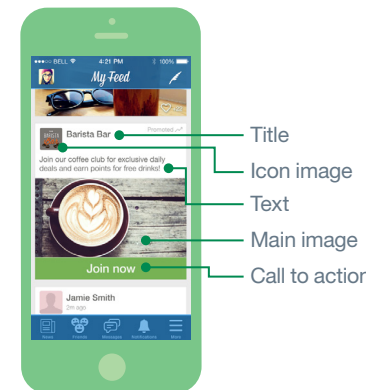 BELL 4:21 PM 100%
My Feed
Barista Bar
Promoted
Title
Icon image
Join our coffee club for exclusive daily
deals and earn points for free drinks!
Text
Main image
Join now
Call to action
Jamie Smith
2m ago
News Friends Messages Notifications More